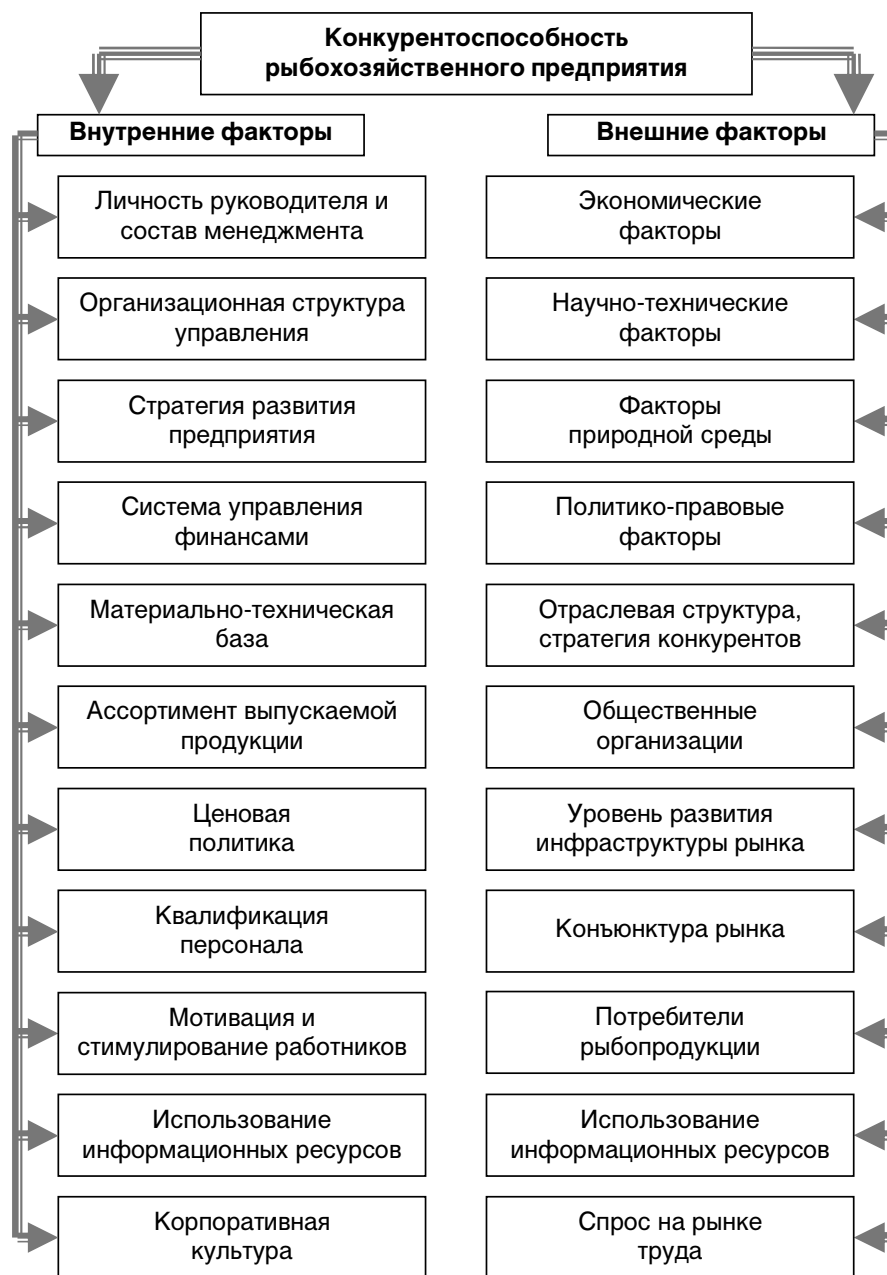 Конкурентоспособность
рыбохозяйственного предприятия
Внутренние факторы
Внешние факторы
Личность руководителя и
состав менеджмента
Экономические
факторы
Организационная структура
управления
Научно-технические
факторы
Стратегия развития
предприятия
Факторы
природной среды
Система управления
финансами
Политико-правовые
факторы
Материально-техническая
база
Отраслевая структура,
стратегия конкурентов
Ассортимент выпускаемой
продукции
Общественные
организации
Ценовая
политика
Уровень развития
инфраструктуры рынка
Квалификация
персонала
Конъюнктура рынка
Мотивация и
стимулирование работников
Потребители
рыбопродукции
Использование
информационных ресурсов
Использование
информационных ресурсов
Корпоративная
культура
Спрос на рынке
труда